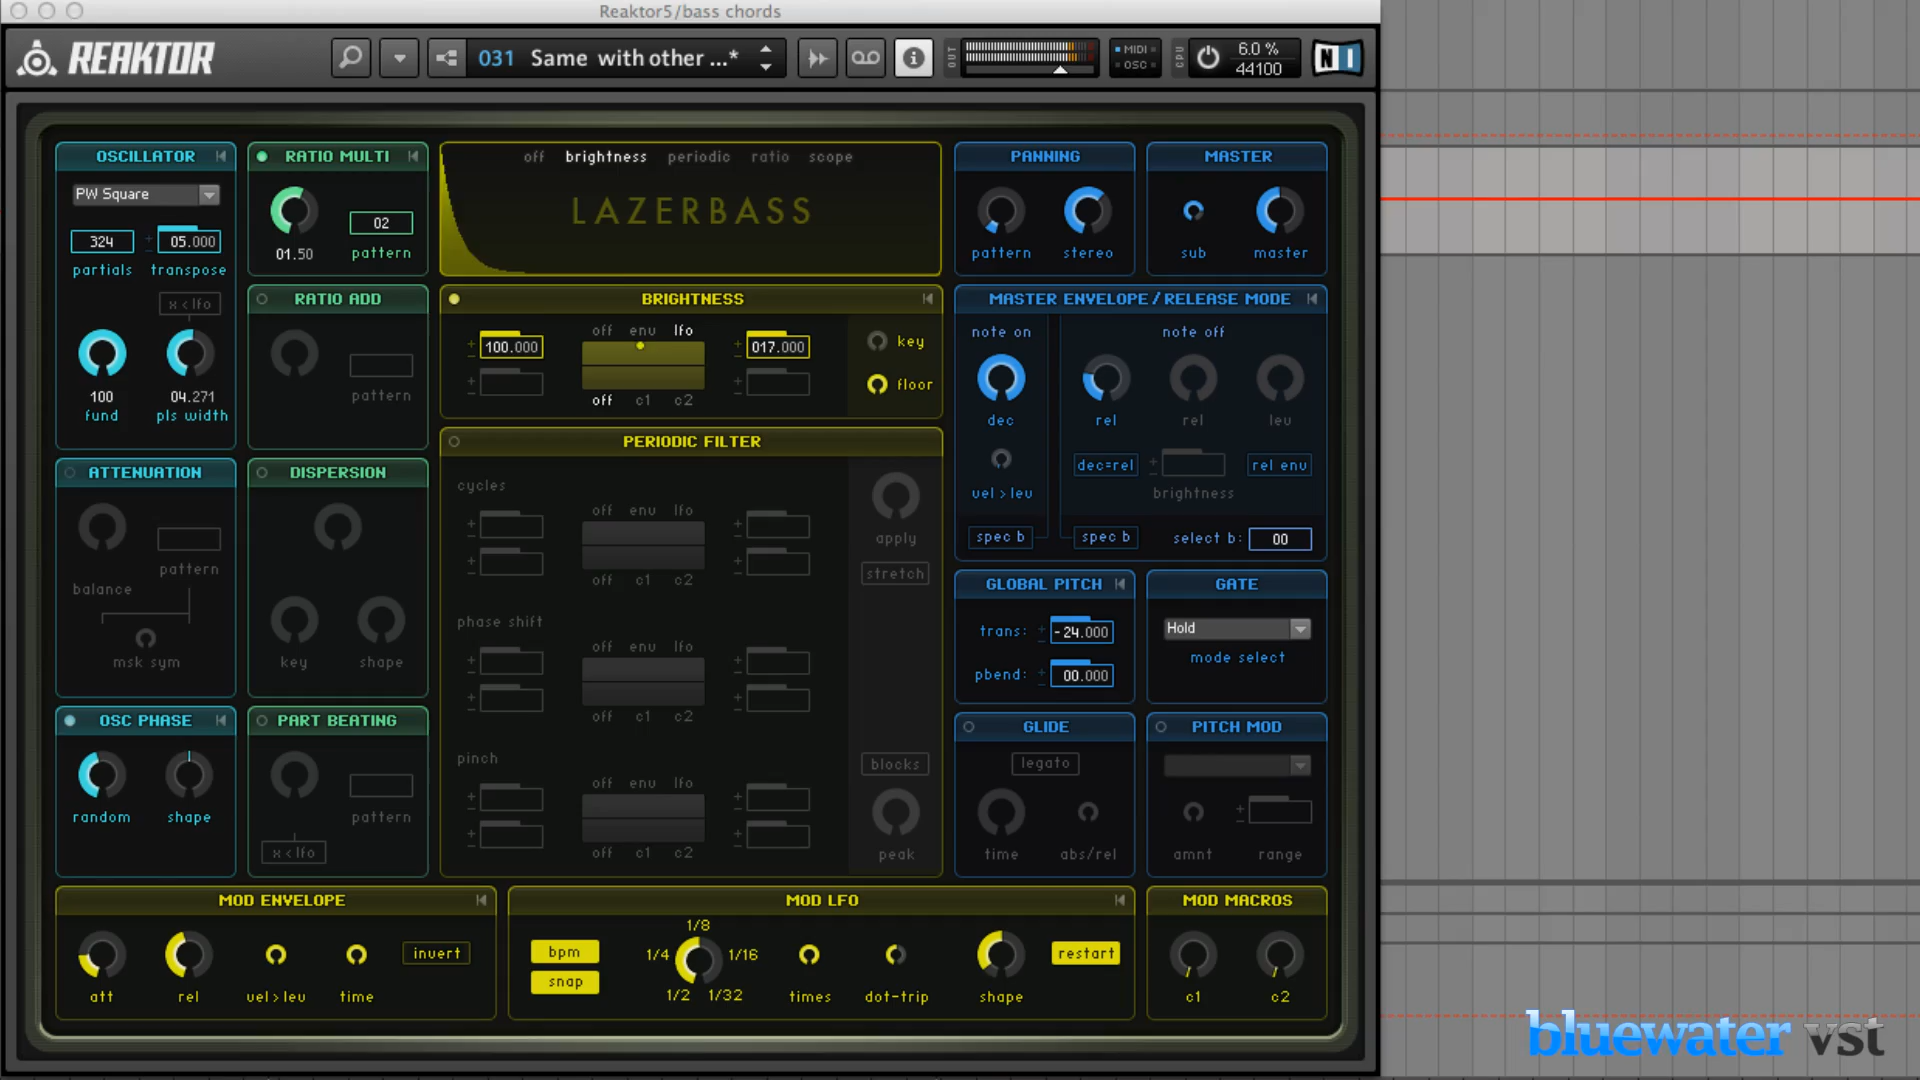 Reaktor5/bass chords
REAKTOR
031 Same with other ...*
OUT
MIDI
OSC
CPU
6.0 %
44100
NI
OSCILLATOR
PW Square
324
05.000
partials
transpose
x < lfo
100
04.271
fund
pls width
RATIO MULTI
02
01.50
pattern
off brightness periodic ratio scope
LAZERBASS
PANNING
pattern
stereo
MASTER
sub
master
RATIO ADD
pattern
BRIGHTNESS
off env lfo
100.000
017.000
key
floor
off c1 c2
MASTER ENVELOPE / RELEASE MODE
note on
note off
dec
rel
rel
lev
dec=rel
rel env
brightness
vel > lev
spec b
spec b
select b:
00
ATTENUATION
pattern
balance
msk sym
DISPERSION
key
shape
PERIODIC FILTER
cycles
off env lfo
off c1 c2
apply
stretch
phase shift
off env lfo
off c1 c2
pinch
off env lfo
off c1 c2
blocks
peak
GLOBAL PITCH
trans:
-24.000
pbend:
00.000
GATE
Hold
mode select
OSC PHASE
random
shape
PART BEATING
pattern
x < lfo
GLIDE
legato
time
abs/rel
PITCH MOD
amnt
range
MOD ENVELOPE
invert
att
rel
vel > lev
time
MOD LFO
bpm
snap
1/8
1/4
1/16
1/2
1/32
times
dot-trip
shape
restart
MOD MACROS
c1
c2
bluewater vst